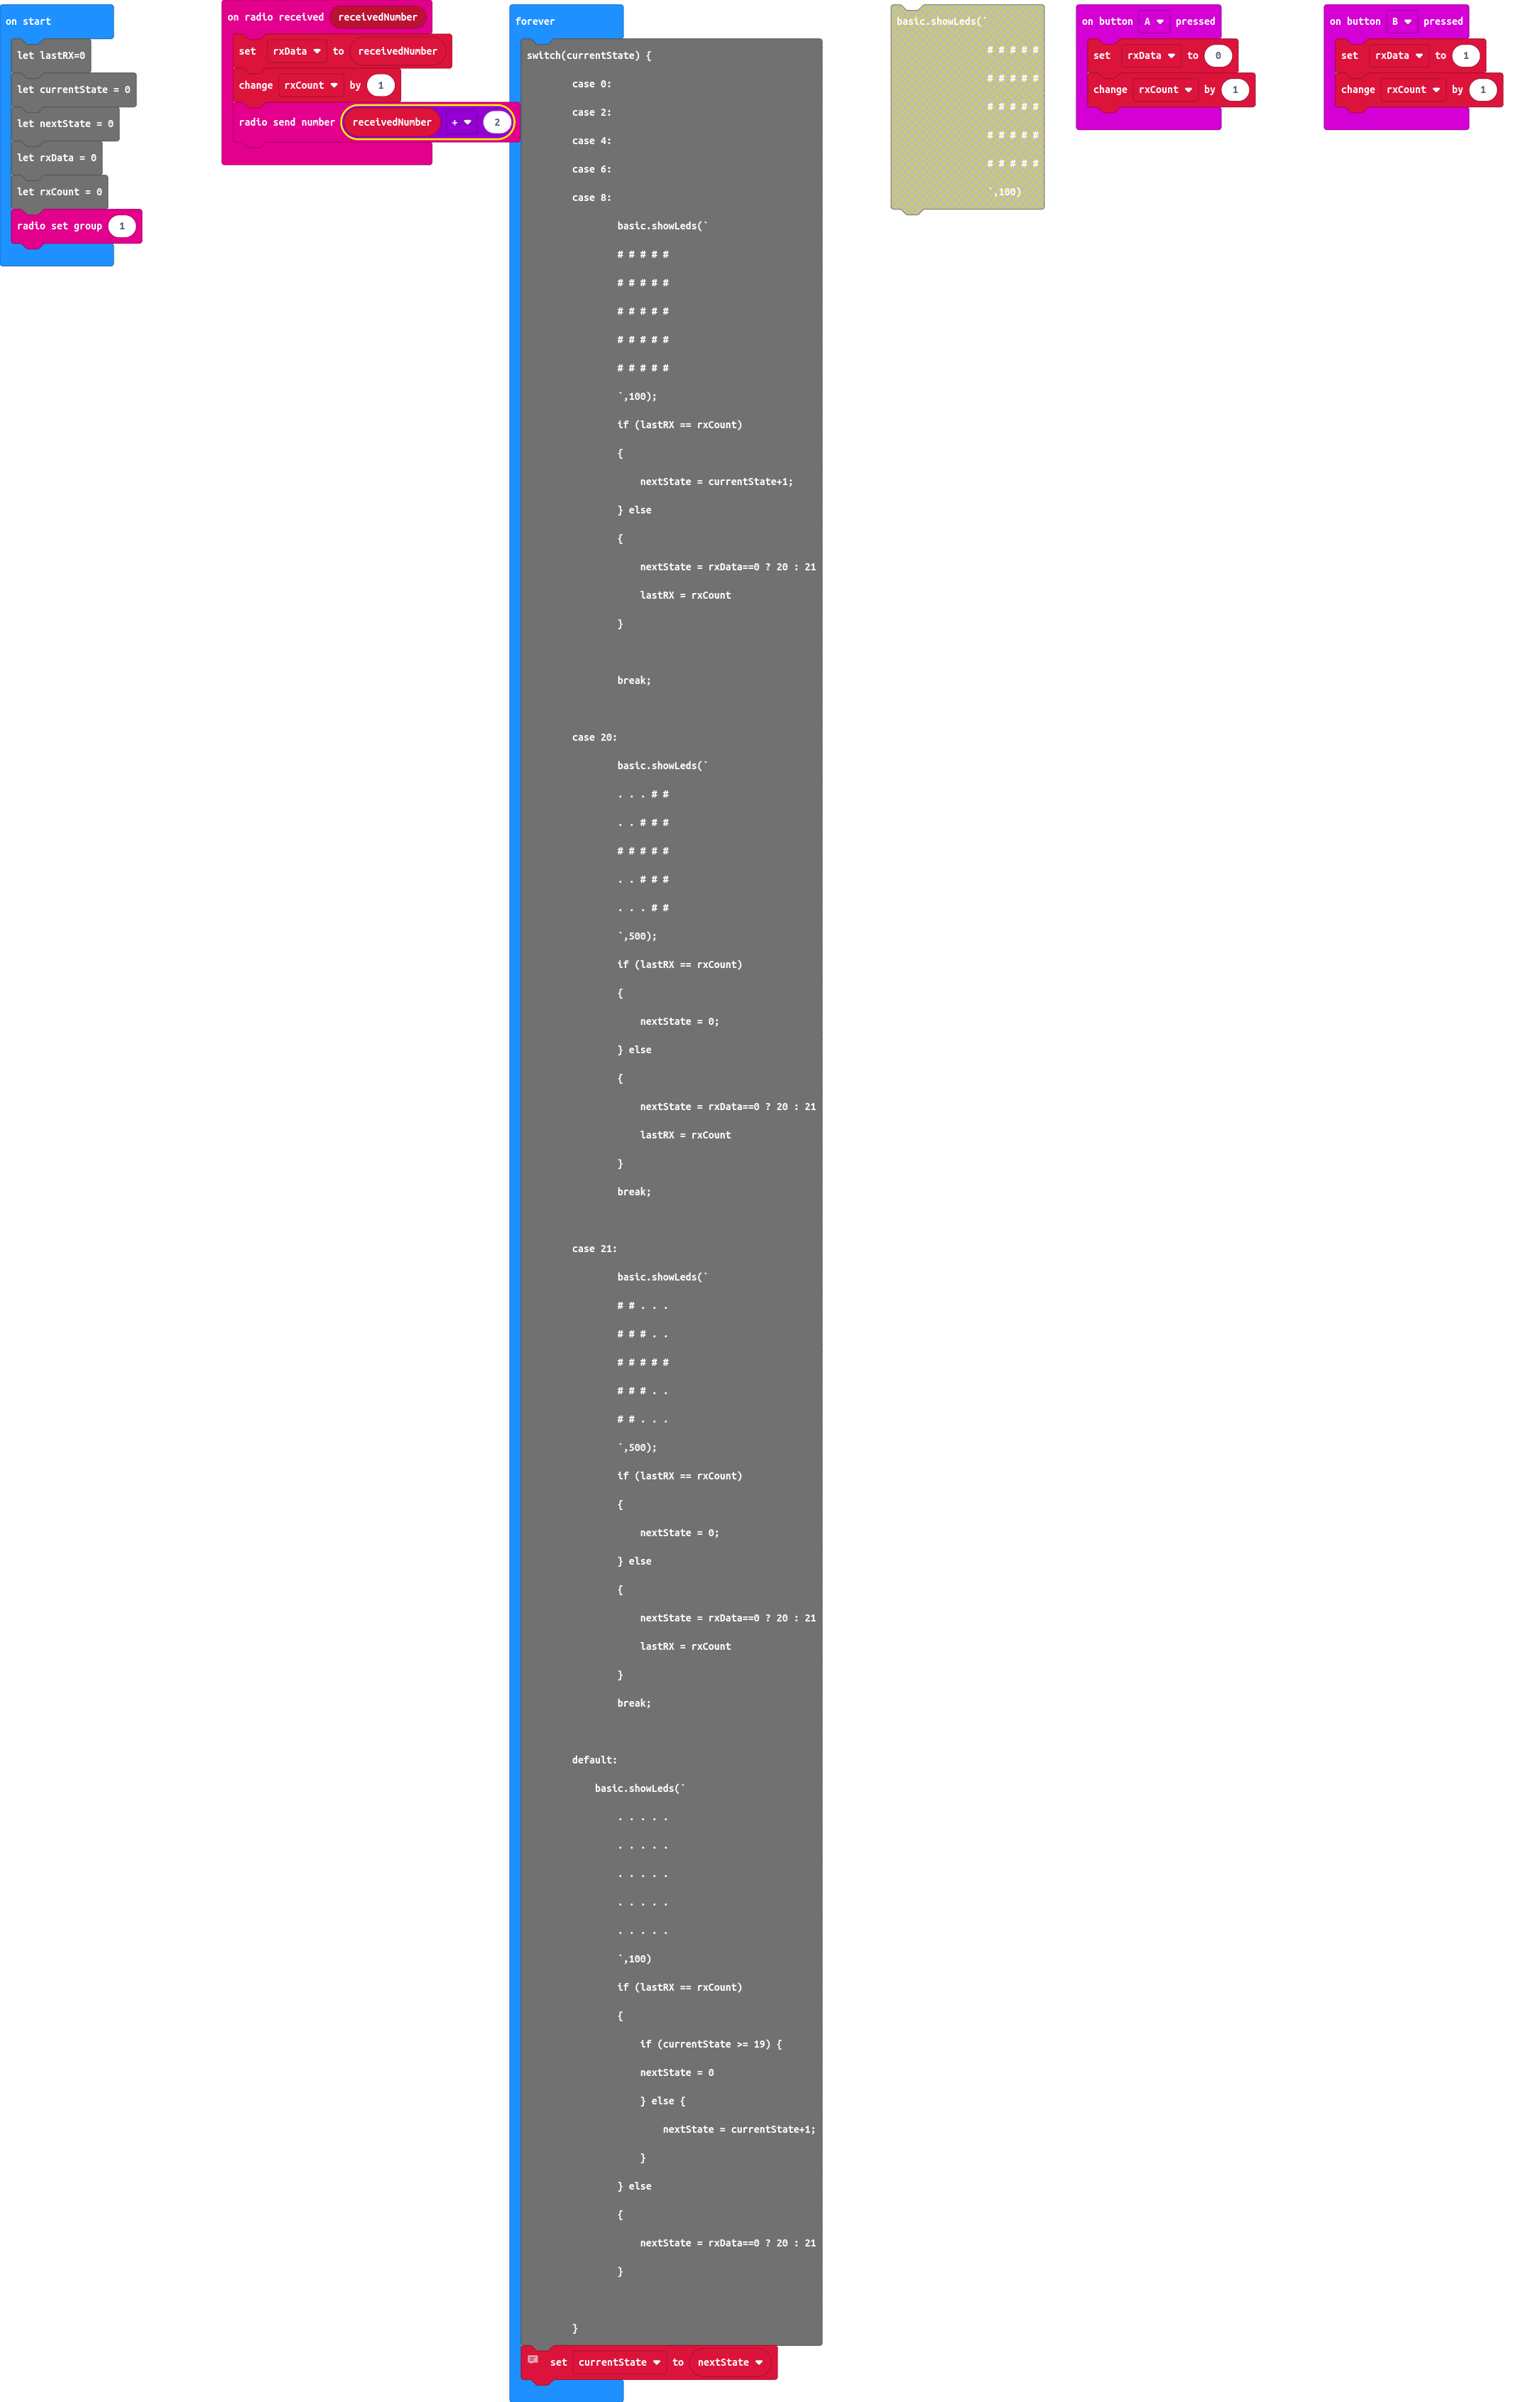 on start
let lastRX=0
let currentState = 0
let nextState = 0
let rxData = 0
let rxCount = 0
radio set group 1
on radio received receivedNumber
set rxData to receivedNumber
change rxCount by 1
radio send number receivedNumber + 2
forever
switch(currentState) {
case 0:
case 2:
case 4:
case 6:
case 8:
basic.showLeds(`
# # # # #
# # # # #
# # # # #
# # # # #
# # # # #
`,100);
if (lastRX == rxCount)
{
nextState = currentState+1;
} else
{
nextState = rxData==0 ? 20 : 21
lastRX = rxCount
}
break;
case 20:
basic.showLeds(`
. . . # #
. . # # #
# # # # #
. . # # #
. . . # #
`,500);
if (lastRX == rxCount)
{
nextState = 0;
} else
{
nextState = rxData==0 ? 20 : 21
lastRX = rxCount
}
break;
case 21:
basic.showLeds(`
# # . . .
# # # . .
# # # # #
# # # . .
# # . . .
`,500);
if (lastRX == rxCount)
{
nextState = 0;
} else
{
nextState = rxData==0 ? 20 : 21
lastRX = rxCount
}
break;
default:
basic.showLeds(`
. . . . .
. . . . .
. . . . .
. . . . .
. . . . .
`,100)
if (lastRX == rxCount)
{
if (currentState >= 19) {
nextState = 0
} else {
nextState = currentState+1;
}
} else
{
nextState = rxData==0 ? 20 : 21
}
}
set currentState to nextState
basic.showLeds(`
# # # # #
# # # # #
# # # # #
# # # # #
# # # # #
`,100)
on button A pressed
set rxData to 0
change rxCount by 1
on button B pressed
set rxData to 1
change rxCount by 1